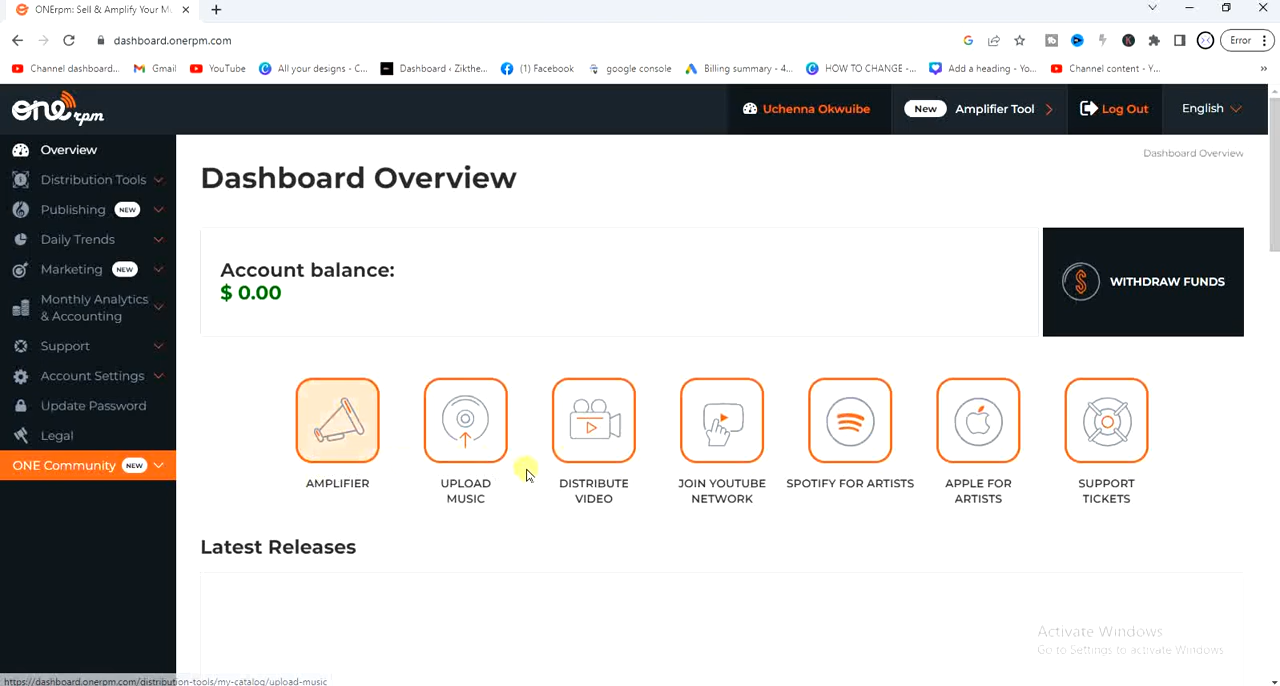 ONErpm: Sell & Amplify Your Mu
dashboard.onerpm.com
Error
Channel dashboard...
Gmail
YouTube
All your designs - C...
Dashboard ‹ Zikthe...
(1) Facebook
google console
Billing summary - 4...
HOW TO CHANGE -...
Add a heading - Yo...
Channel content - Y...
»
one rpm
Uchenna Okwuibe
New
Amplifier Tool
Log Out
English
Overview
Distribution Tools
Publishing NEW
Daily Trends
Marketing NEW
Monthly Analytics
& Accounting
Support
Account Settings
Update Password
Legal
ONE Community NEW
Dashboard Overview
Dashboard Overview
Account balance:
$ 0.00
WITHDRAW FUNDS
AMPLIFIER
UPLOAD
MUSIC
DISTRIBUTE
VIDEO
JOIN YOUTUBE
NETWORK
SPOTIFY FOR ARTISTS
APPLE FOR
ARTISTS
SUPPORT
TICKETS
Latest Releases
Activate Windows
Go to Settings to activate Windows.
https://dashboard.onerpm.com/distribution-tools/my-catalog/upload-music